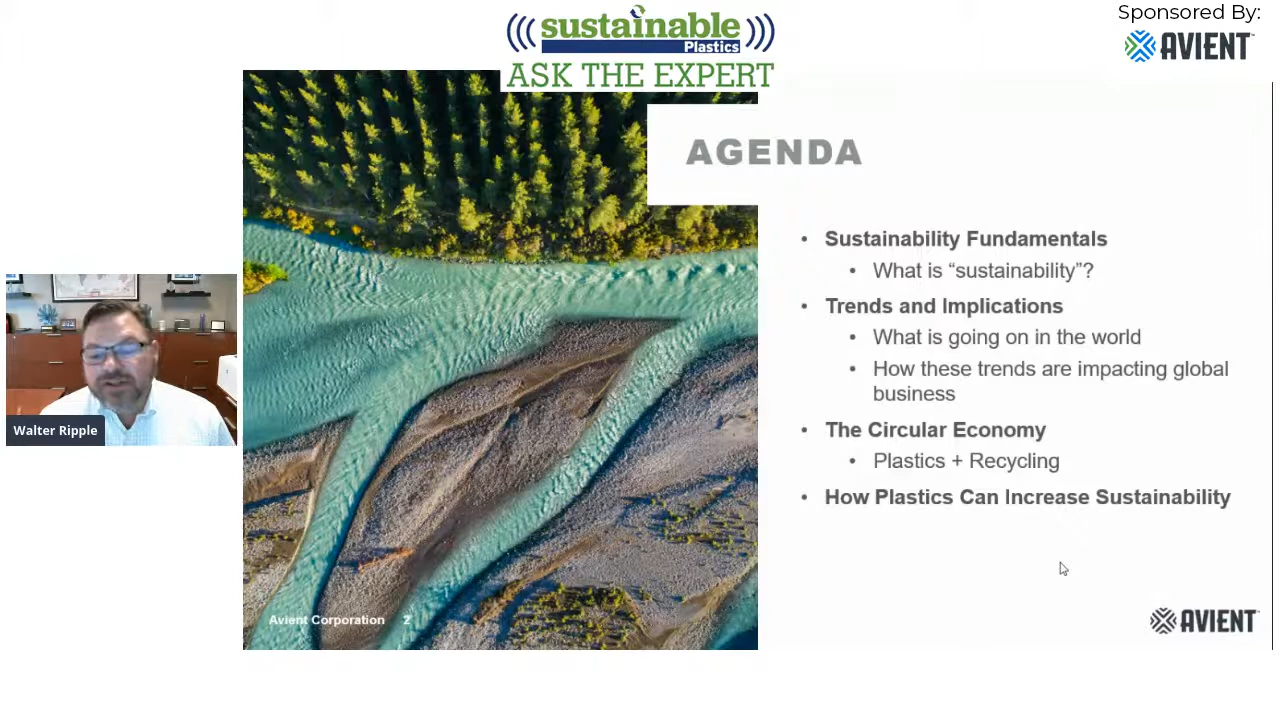 sustainable
Plastics
ASK THE EXPERT
Sponsored By:
AVIENT
AGENDA
• Sustainability Fundamentals
• What is “sustainability”?
• Trends and Implications
• What is going on in the world
• How these trends are impacting global
business
• The Circular Economy
• Plastics + Recycling
• How Plastics Can Increase Sustainability
Walter Ripple
Avient Corporation 2
AVIENT